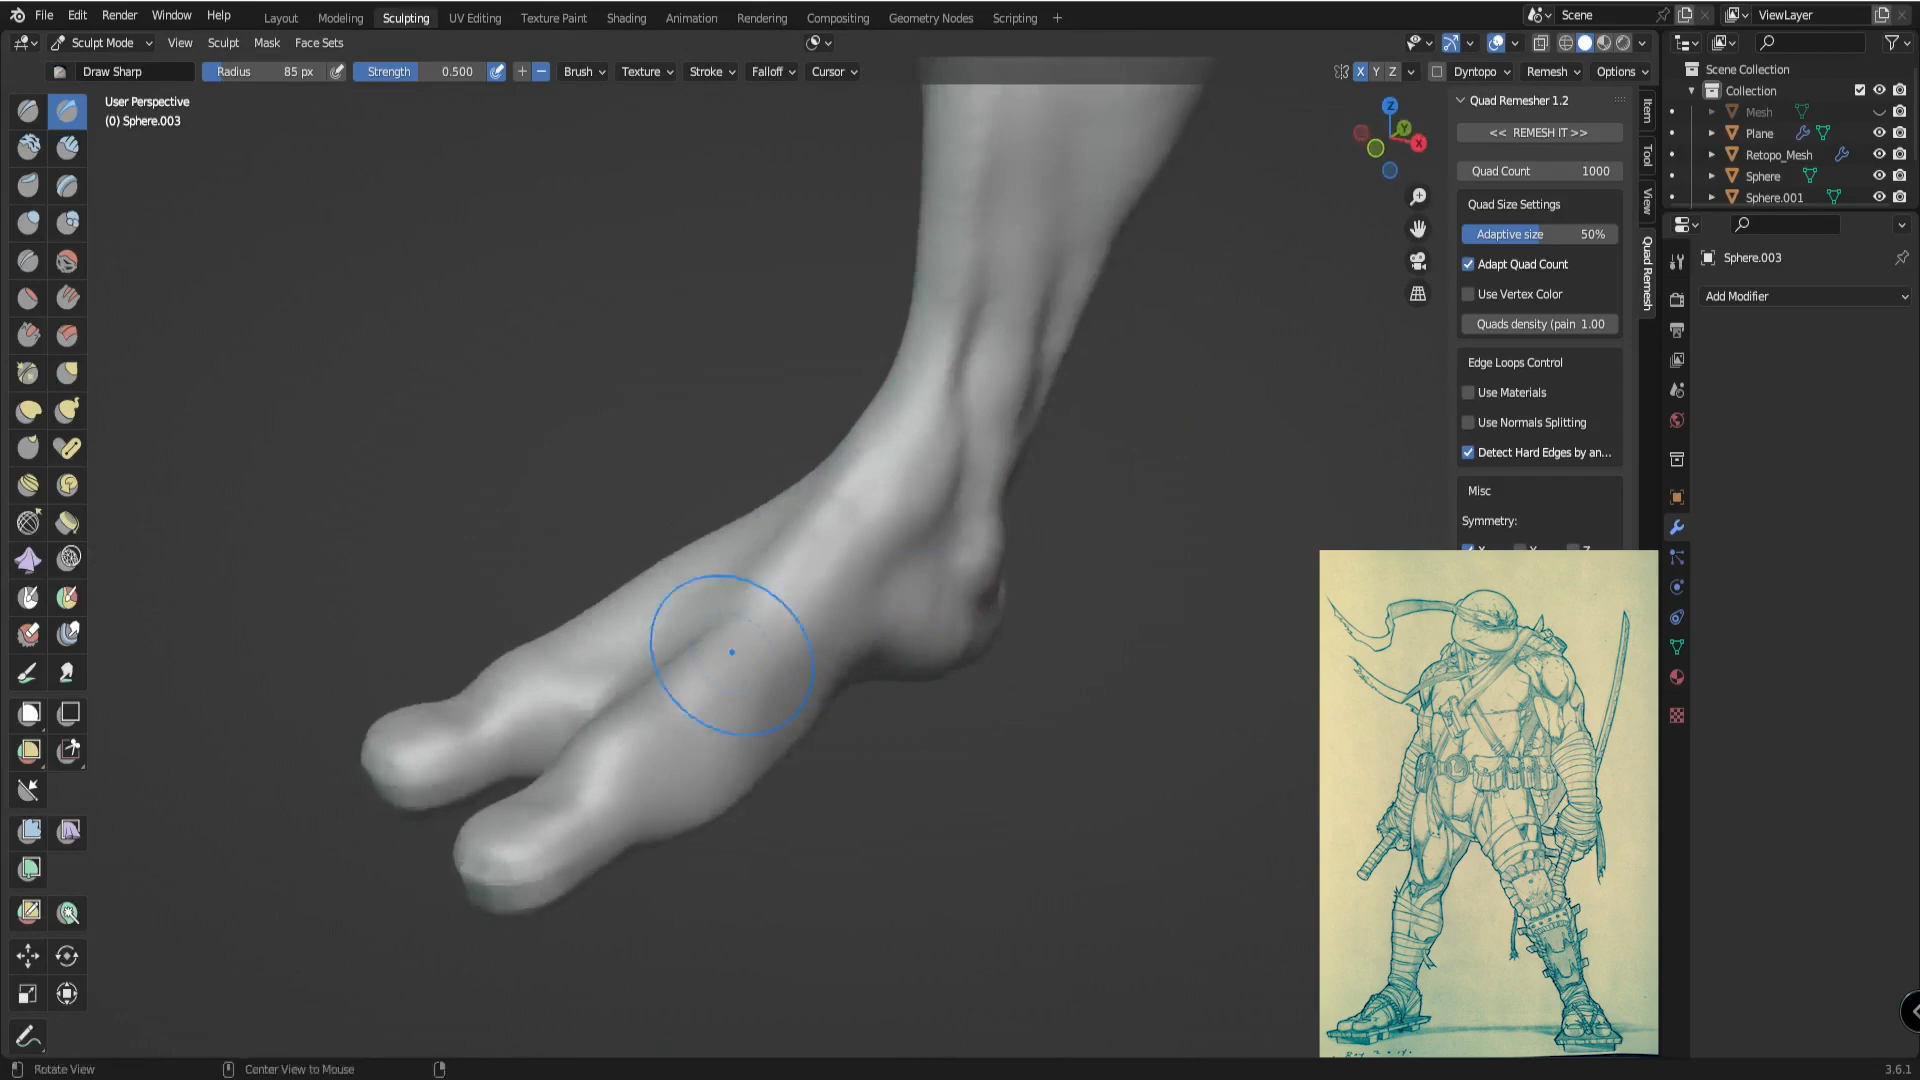 File Edit Render Window Help Layout Modeling Sculpting UV Editing Texture Paint Shading Animation Rendering Compositing Geometry Nodes Scripting + Scene ViewLayer
Sculpt Mode View Sculpt Mask Face Sets
Draw Sharp Radius 85 px Strength 0.500 + − Brush Texture Stroke Falloff Cursor X Y Z Dyntopo Remesh Options
User Perspective
(0) Sphere.003
Z
Y
X
Quad Remesher 1.2
<< REMESH IT >>
Quad Count 1000
Quad Size Settings
Adaptive size 50%
Adapt Quad Count
Use Vertex Color
Quads density (pain 1.00
Edge Loops Control
Use Materials
Use Normals Splitting
Detect Hard Edges by an...
Misc
Symmetry:
X Y Z
Item
Tool
View
Quad Remesh
Scene Collection
Collection
Mesh
Plane
Retopo_Mesh
Sphere
Sphere.001
Sphere.003
Add Modifier
Rotate View Center View to Mouse 3.6.1